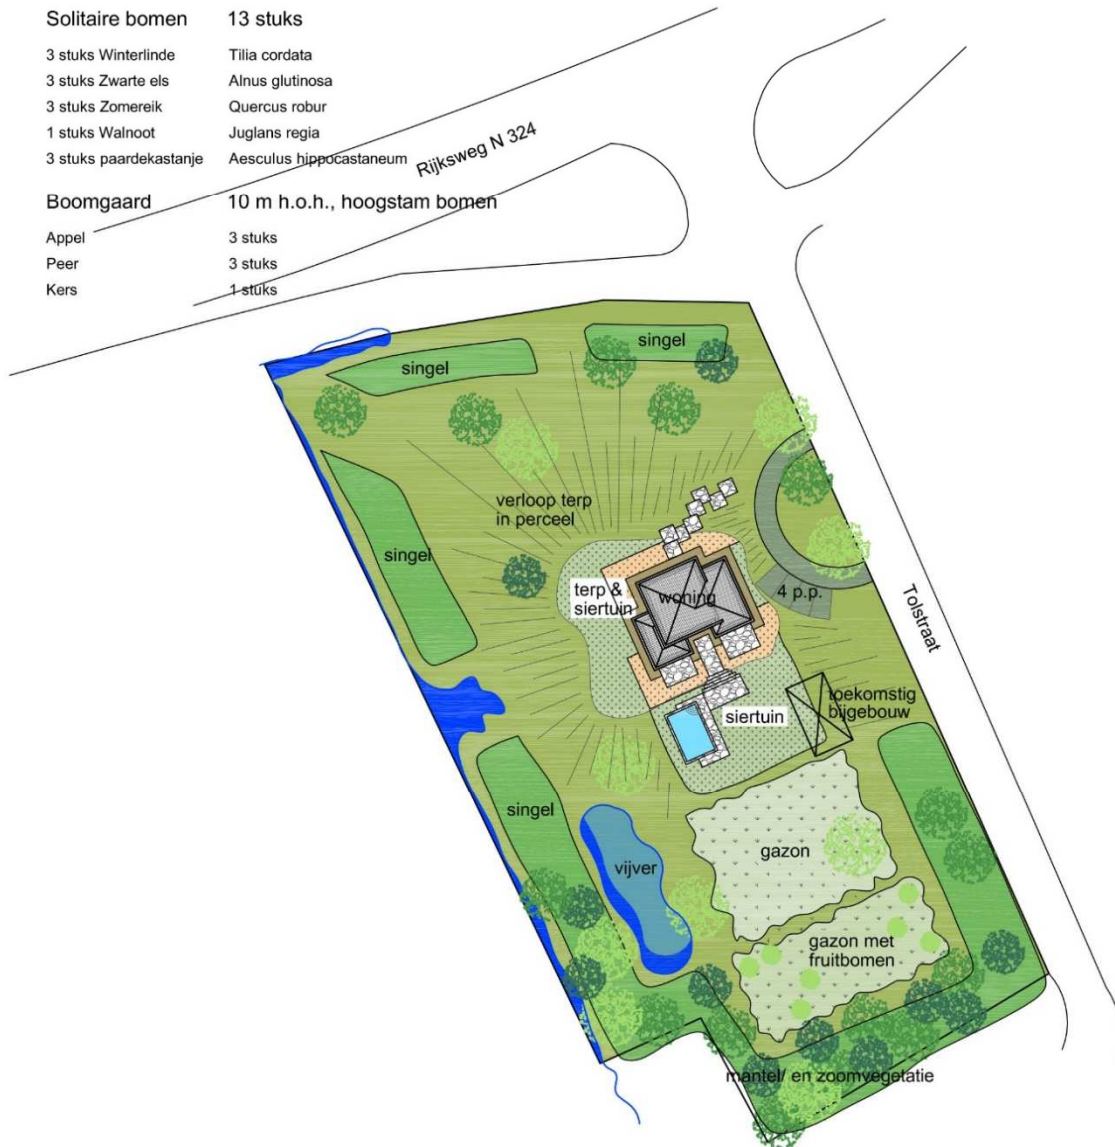 Solitaire bomen 13 stuks
3 stuks Winterlinde Tilia cordata
3 stuks Zwarte els Alnus glutinosa
3 stuks Zomereik Quercus robur
1 stuks Walnoot Juglans regia
3 stuks paardekastanje Aesculus hippocastaneum
Rijksweg N 324
Boomgaard 10 m h.o.h., hoogstam bomen
Appel 3 stuks
Peer 3 stuks
Kers 1 stuks
singel
singel
verloop terp
in perceel
singel
terp &
siertuin
woning
4 p.p.
Tolstraat
toekomstig
bijgebouw
siertuin
singel
gazon
vijver
gazon met
fruitbomen
mantel/ en zoomvegetatie